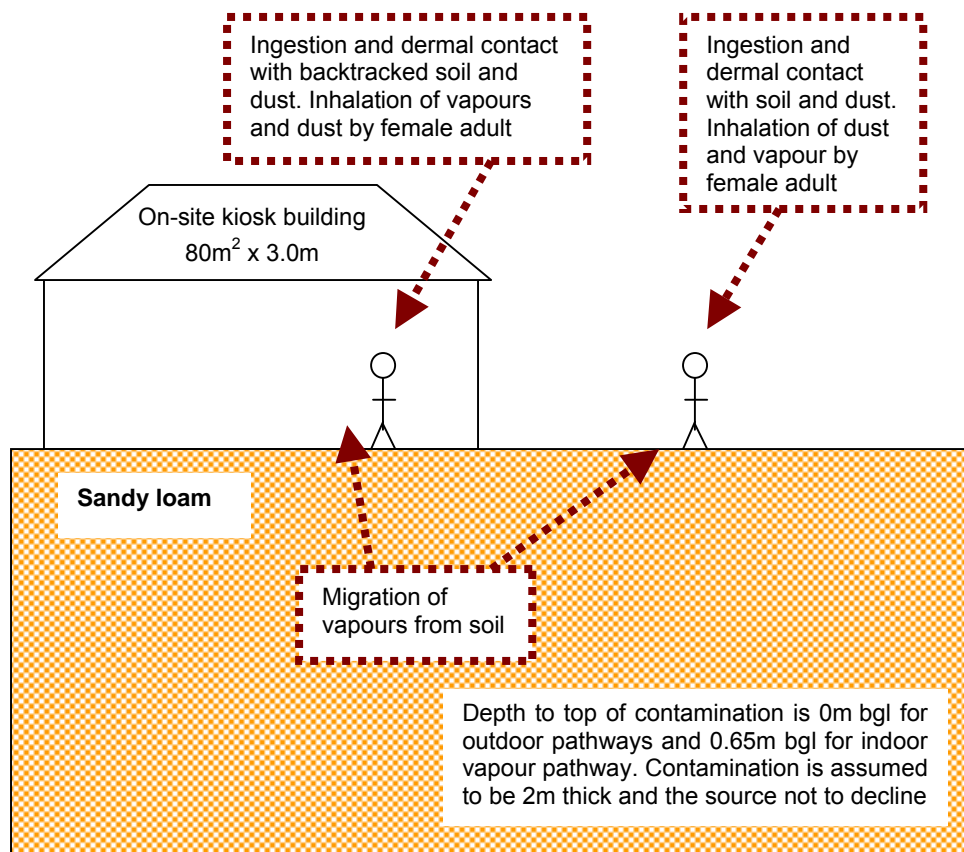 Ingestion and dermal contact
with backtracked soil and
dust. Inhalation of vapours
and dust by female adult
Ingestion and
dermal contact
with soil and dust.
Inhalation of dust
and vapour by
female adult
On-site kiosk building
80m² x 3.0m
Sandy loam
Migration of
vapours from soil
Depth to top of contamination is 0m bgl for
outdoor pathways and 0.65m bgl for indoor
vapour pathway. Contamination is assumed
to be 2m thick and the source not to decline